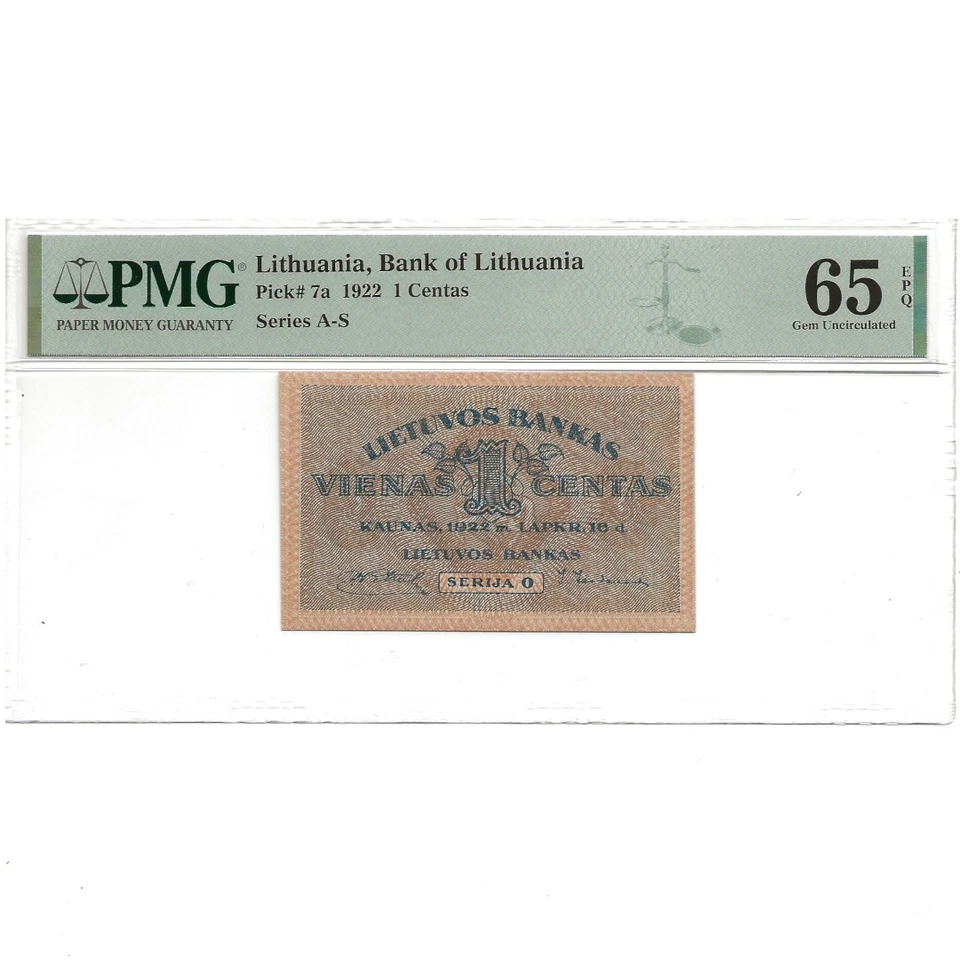 PMG®
PAPER MONEY GUARANTY
Lithuania, Bank of Lithuania
Pick# 7a 1922 1 Centas
Series A-S
65
EPQ
Gem Uncirculated
LIETUVOS BANKAS
VIENAS 1 CENTAS
KAUNAS, 1922 m. LAPKR. 16 d.
LIETUVOS BANKAS
SERIJA O